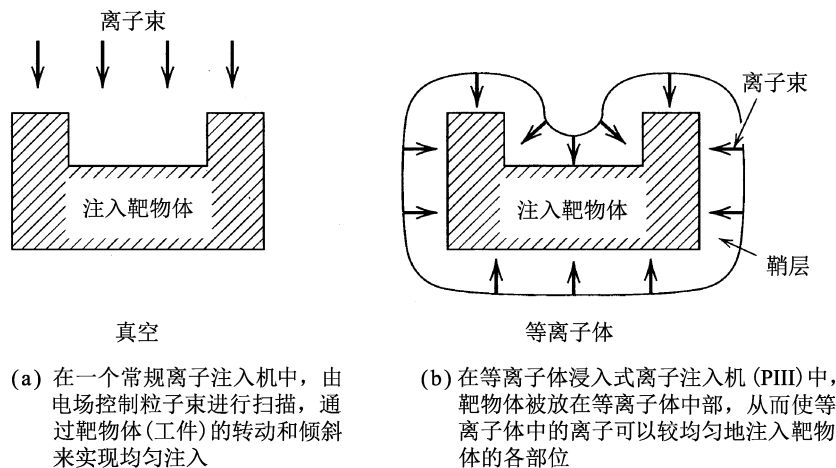 离子束
注入靶物体
真空
(a) 在一个常规离子注入机中，由
电场控制粒子束进行扫描，通
过靶物体(工件)的转动和倾斜
来实现均匀注入
离子束
注入靶物体
鞘层
等离子体
(b) 在等离子体浸入式离子注入机(PIII)中，
靶物体被放在等离子体中部，从而使等
离子体中的离子可以较均匀地注入靶物
体的各部位